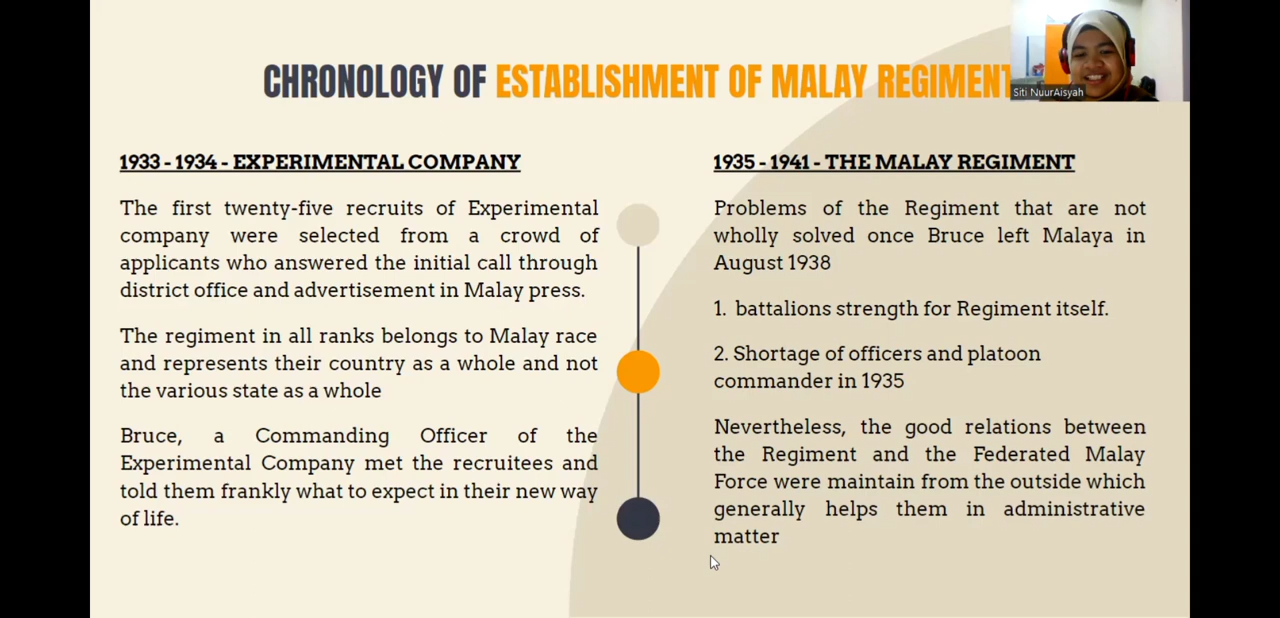 CHRONOLOGY OF ESTABLISHMENT OF MALAY REGIMENT
Siti NuurAisyah
1933 - 1934 - EXPERIMENTAL COMPANY
The first twenty-five recruits of Experimental
company were selected from a crowd of
applicants who answered the initial call through
district office and advertisement in Malay press.
The regiment in all ranks belongs to Malay race
and represents their country as a whole and not
the various state as a whole
Bruce, a Commanding Officer of the
Experimental Company met the recruitees and
told them frankly what to expect in their new way
of life.
1935 - 1941 - THE MALAY REGIMENT
Problems of the Regiment that are not
wholly solved once Bruce left Malaya in
August 1938
1. battalions strength for Regiment itself.
2. Shortage of officers and platoon
commander in 1935
Nevertheless, the good relations between
the Regiment and the Federated Malay
Force were maintain from the outside which
generally helps them in administrative
matter